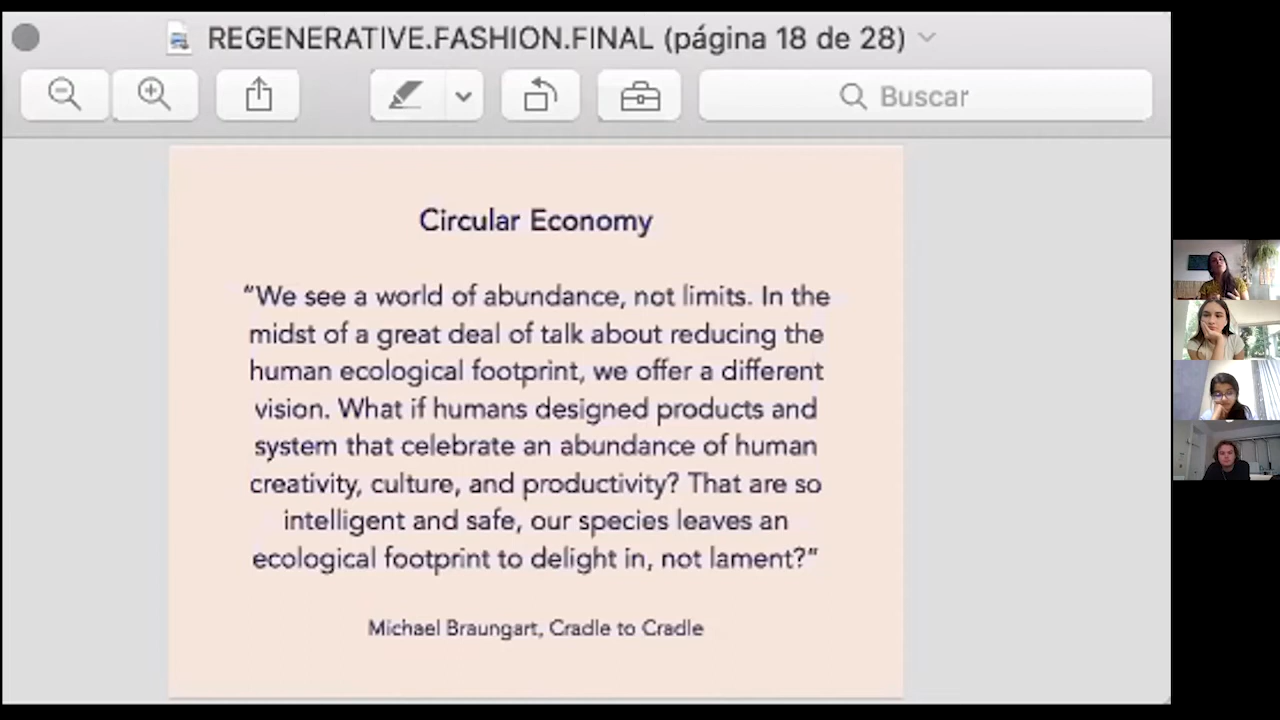 REGENERATIVE.FASHION.FINAL (página 18 de 28)
Buscar
Circular Economy
“We see a world of abundance, not limits. In the
midst of a great deal of talk about reducing the
human ecological footprint, we offer a different
vision. What if humans designed products and
system that celebrate an abundance of human
creativity, culture, and productivity? That are so
intelligent and safe, our species leaves an
ecological footprint to delight in, not lament?”
Michael Braungart, Cradle to Cradle